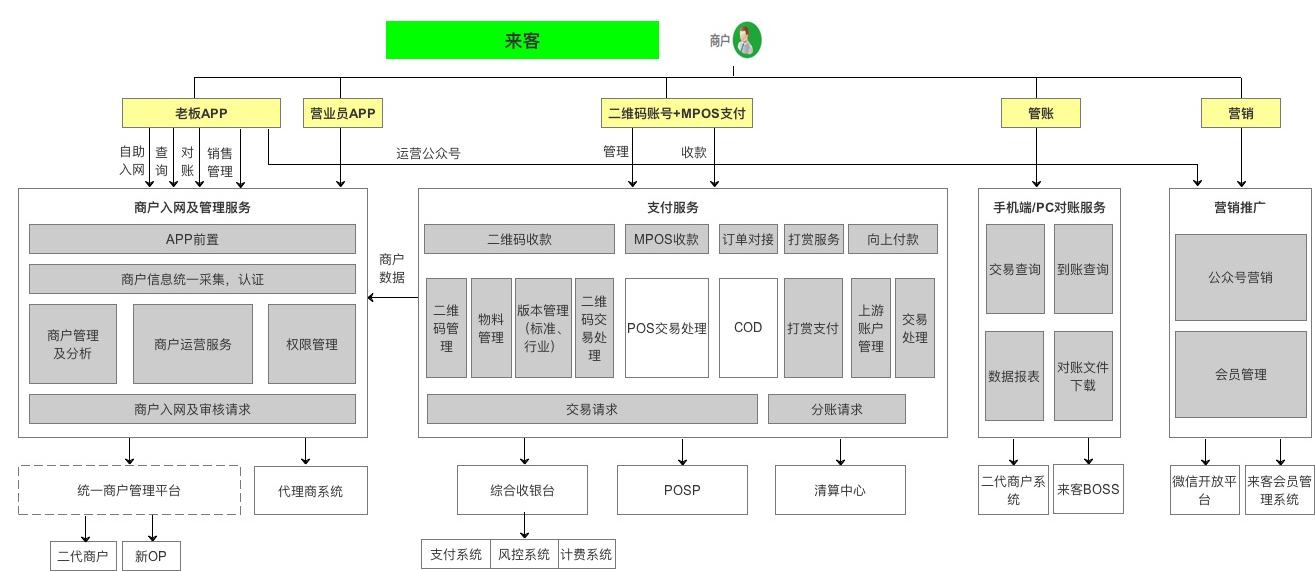 来客
商户
老板APP
营业员APP
二维码账号+MPOS支付
管账
营销
自助
入网
查
询
对
账
销售
管理
运营公众号
管理
收款
商户入网及管理服务
APP前置
商户信息统一采集，认证
商户管理
及分析
商户运营服务
权限管理
商户入网及审核请求
商户
数据
支付服务
二维码收款
MPOS收款
订单对接
打赏服务
向上付款
二维
码管
理
物料
管理
版本管理
（标准、
行业）
二维
码交
易处
理
POS交易处理
COD
打赏支付
上游
账户
管理
交易
处理
交易请求
分账请求
手机端/PC对账服务
交易查询
到账查询
数据报表
对账文件
下载
营销推广
公众号营销
会员管理
统一商户管理平台
代理商系统
综合收银台
POSP
清算中心
二代商户系
统
来客BOSS
微信开放平
台
来客会员管
理系统
二代商户
新OP
支付系统
风控系统
计费系统